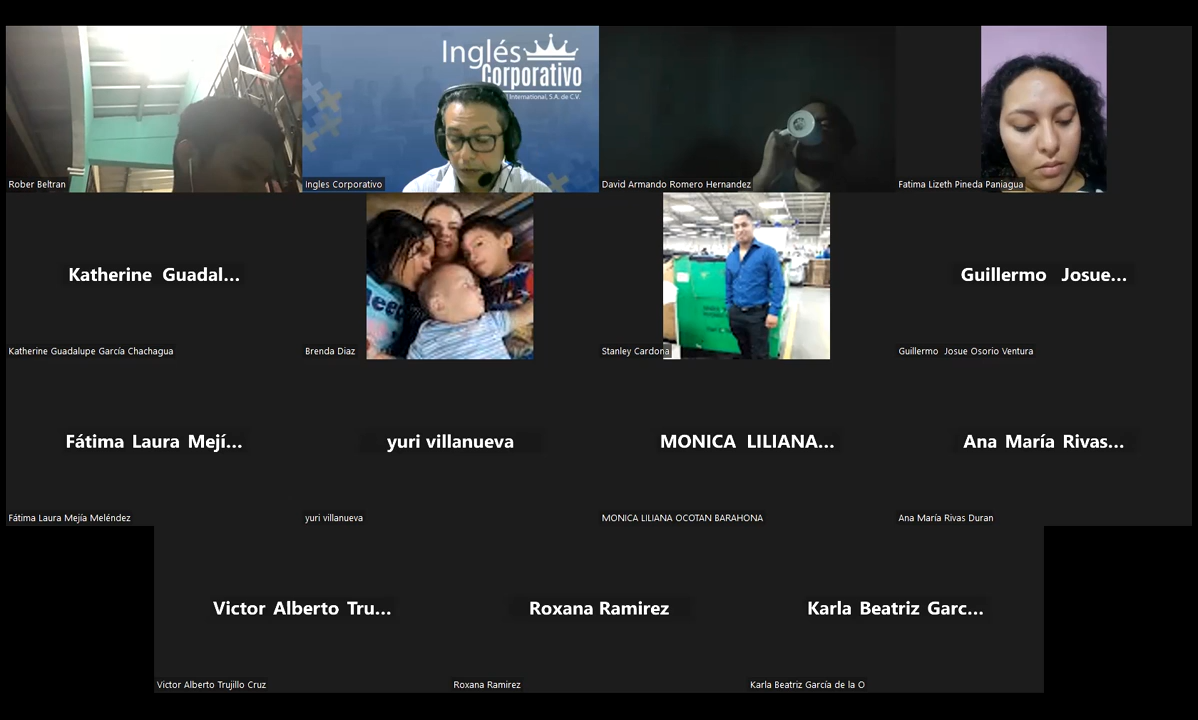 Inglés
Corporativo
International, S.A. de C.V.
Rober Beltran
Ingles Corporativo
David Armando Romero Hernandez
Fatima Lizeth Pineda Paniagua
Katherine Guadal...
Guillermo Josue...
Katherine Guadalupe García Chachagua
Brenda Diaz
Stanley Cardona
Guillermo Josue Osorio Ventura
Fátima Laura Mejí...
yuri villanueva
MONICA LILIANA...
Ana María Rivas...
Fátima Laura Mejía Meléndez
yuri villanueva
MONICA LILIANA OCOTAN BARAHONA
Ana María Rivas Duran
Victor Alberto Tru...
Roxana Ramirez
Karla Beatriz Garc...
Victor Alberto Trujillo Cruz
Roxana Ramirez
Karla Beatriz García de la O